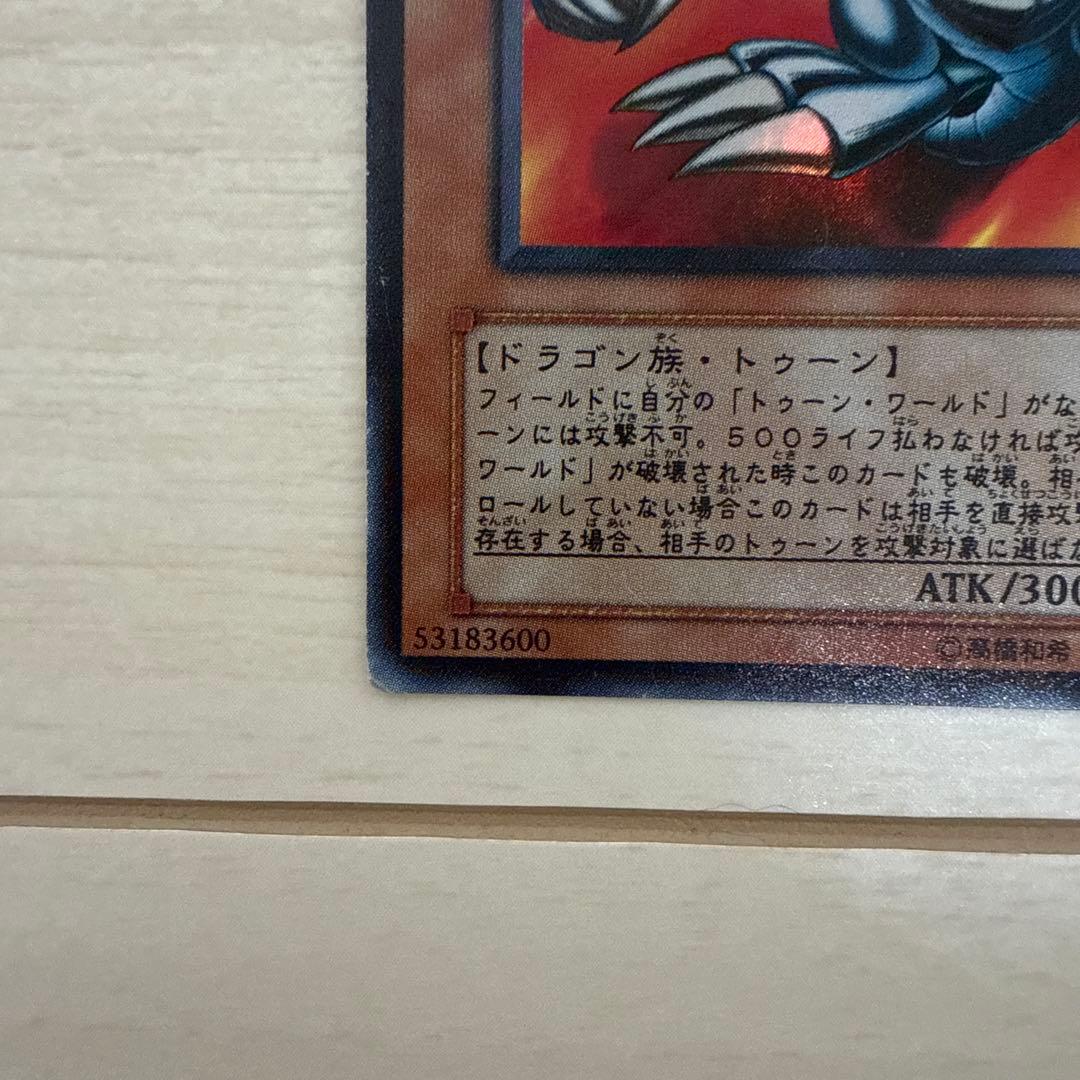 【ドラゴン族・トゥーン】
フィールドに自分の「トゥーン・ワールド」がな
ーンには攻撃不可。500ライフ払わなければ攻
ワールド」が破壊された時このカードも破壊。相
ロールしていない場合このカードは相手を直接攻撃
存在する場合、相手のトゥーンを攻撃対象に選ばな
ATK/300
53183600
©高橋和希